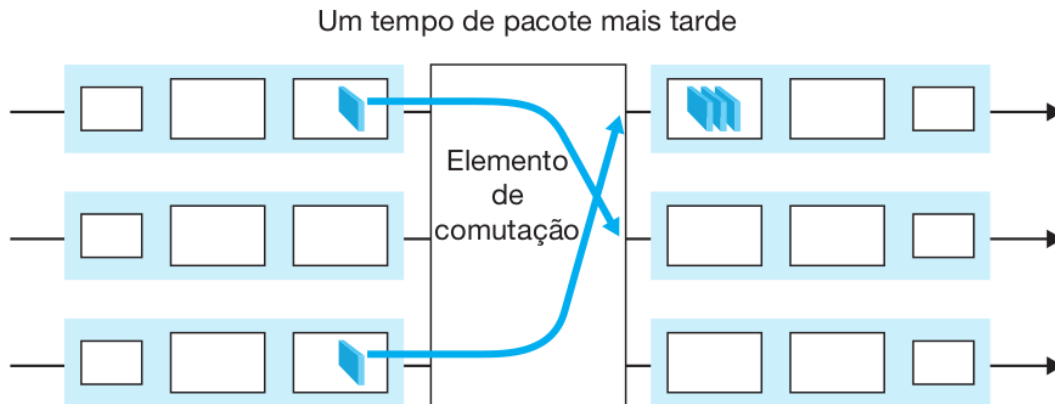 Um tempo de pacote mais tarde
Elemento
de
comutação